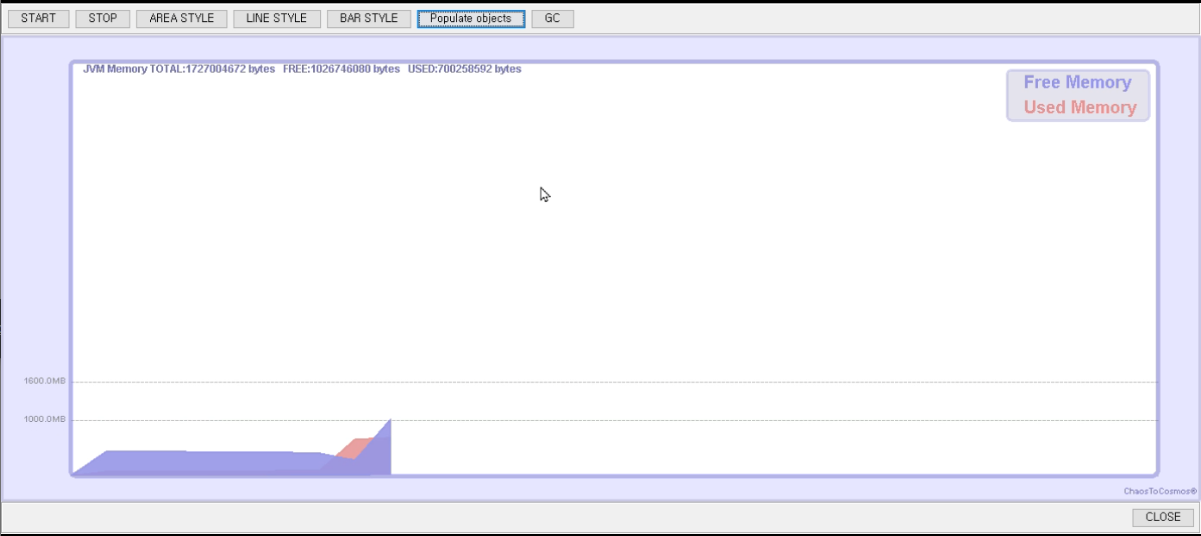 START STOP AREA STYLE LINE STYLE BAR STYLE Populate objects GC
JVM Memory TOTAL:1727004672 bytes FREE:1026746080 bytes USED:700258592 bytes
Free Memory
Used Memory
1600.0MB
1000.0MB
ChaosToCosmos®
CLOSE